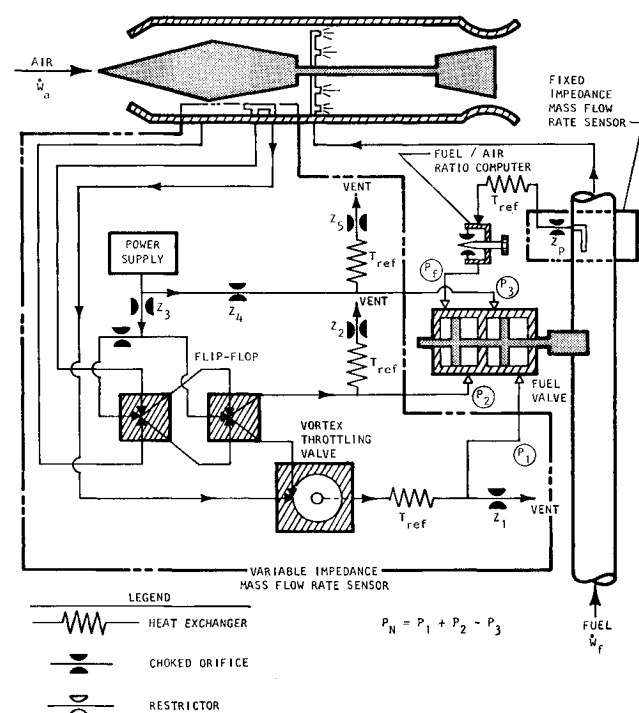 AIR
Ẇa
FIXED
IMPEDANCE
MASS FLOW
RATE SENSOR
FUEL / AIR
RATIO COMPUTER
VENT
Tref
Z5
Tref
Zp
POWER
SUPPLY
Pf
P3
Z3
Z4
VENT
Z2
Tref
FLIP-FLOP
P2
FUEL
VALVE
VORTEX
THROTTLING
VALVE
P1
Tref
Z1
VENT
VARIABLE IMPEDANCE
MASS FLOW RATE SENSOR
LEGEND
HEAT EXCHANGER
CHOKED ORIFICE
RESTRICTOR
PN = P1 + P2 - P3
FUEL
Ẇf